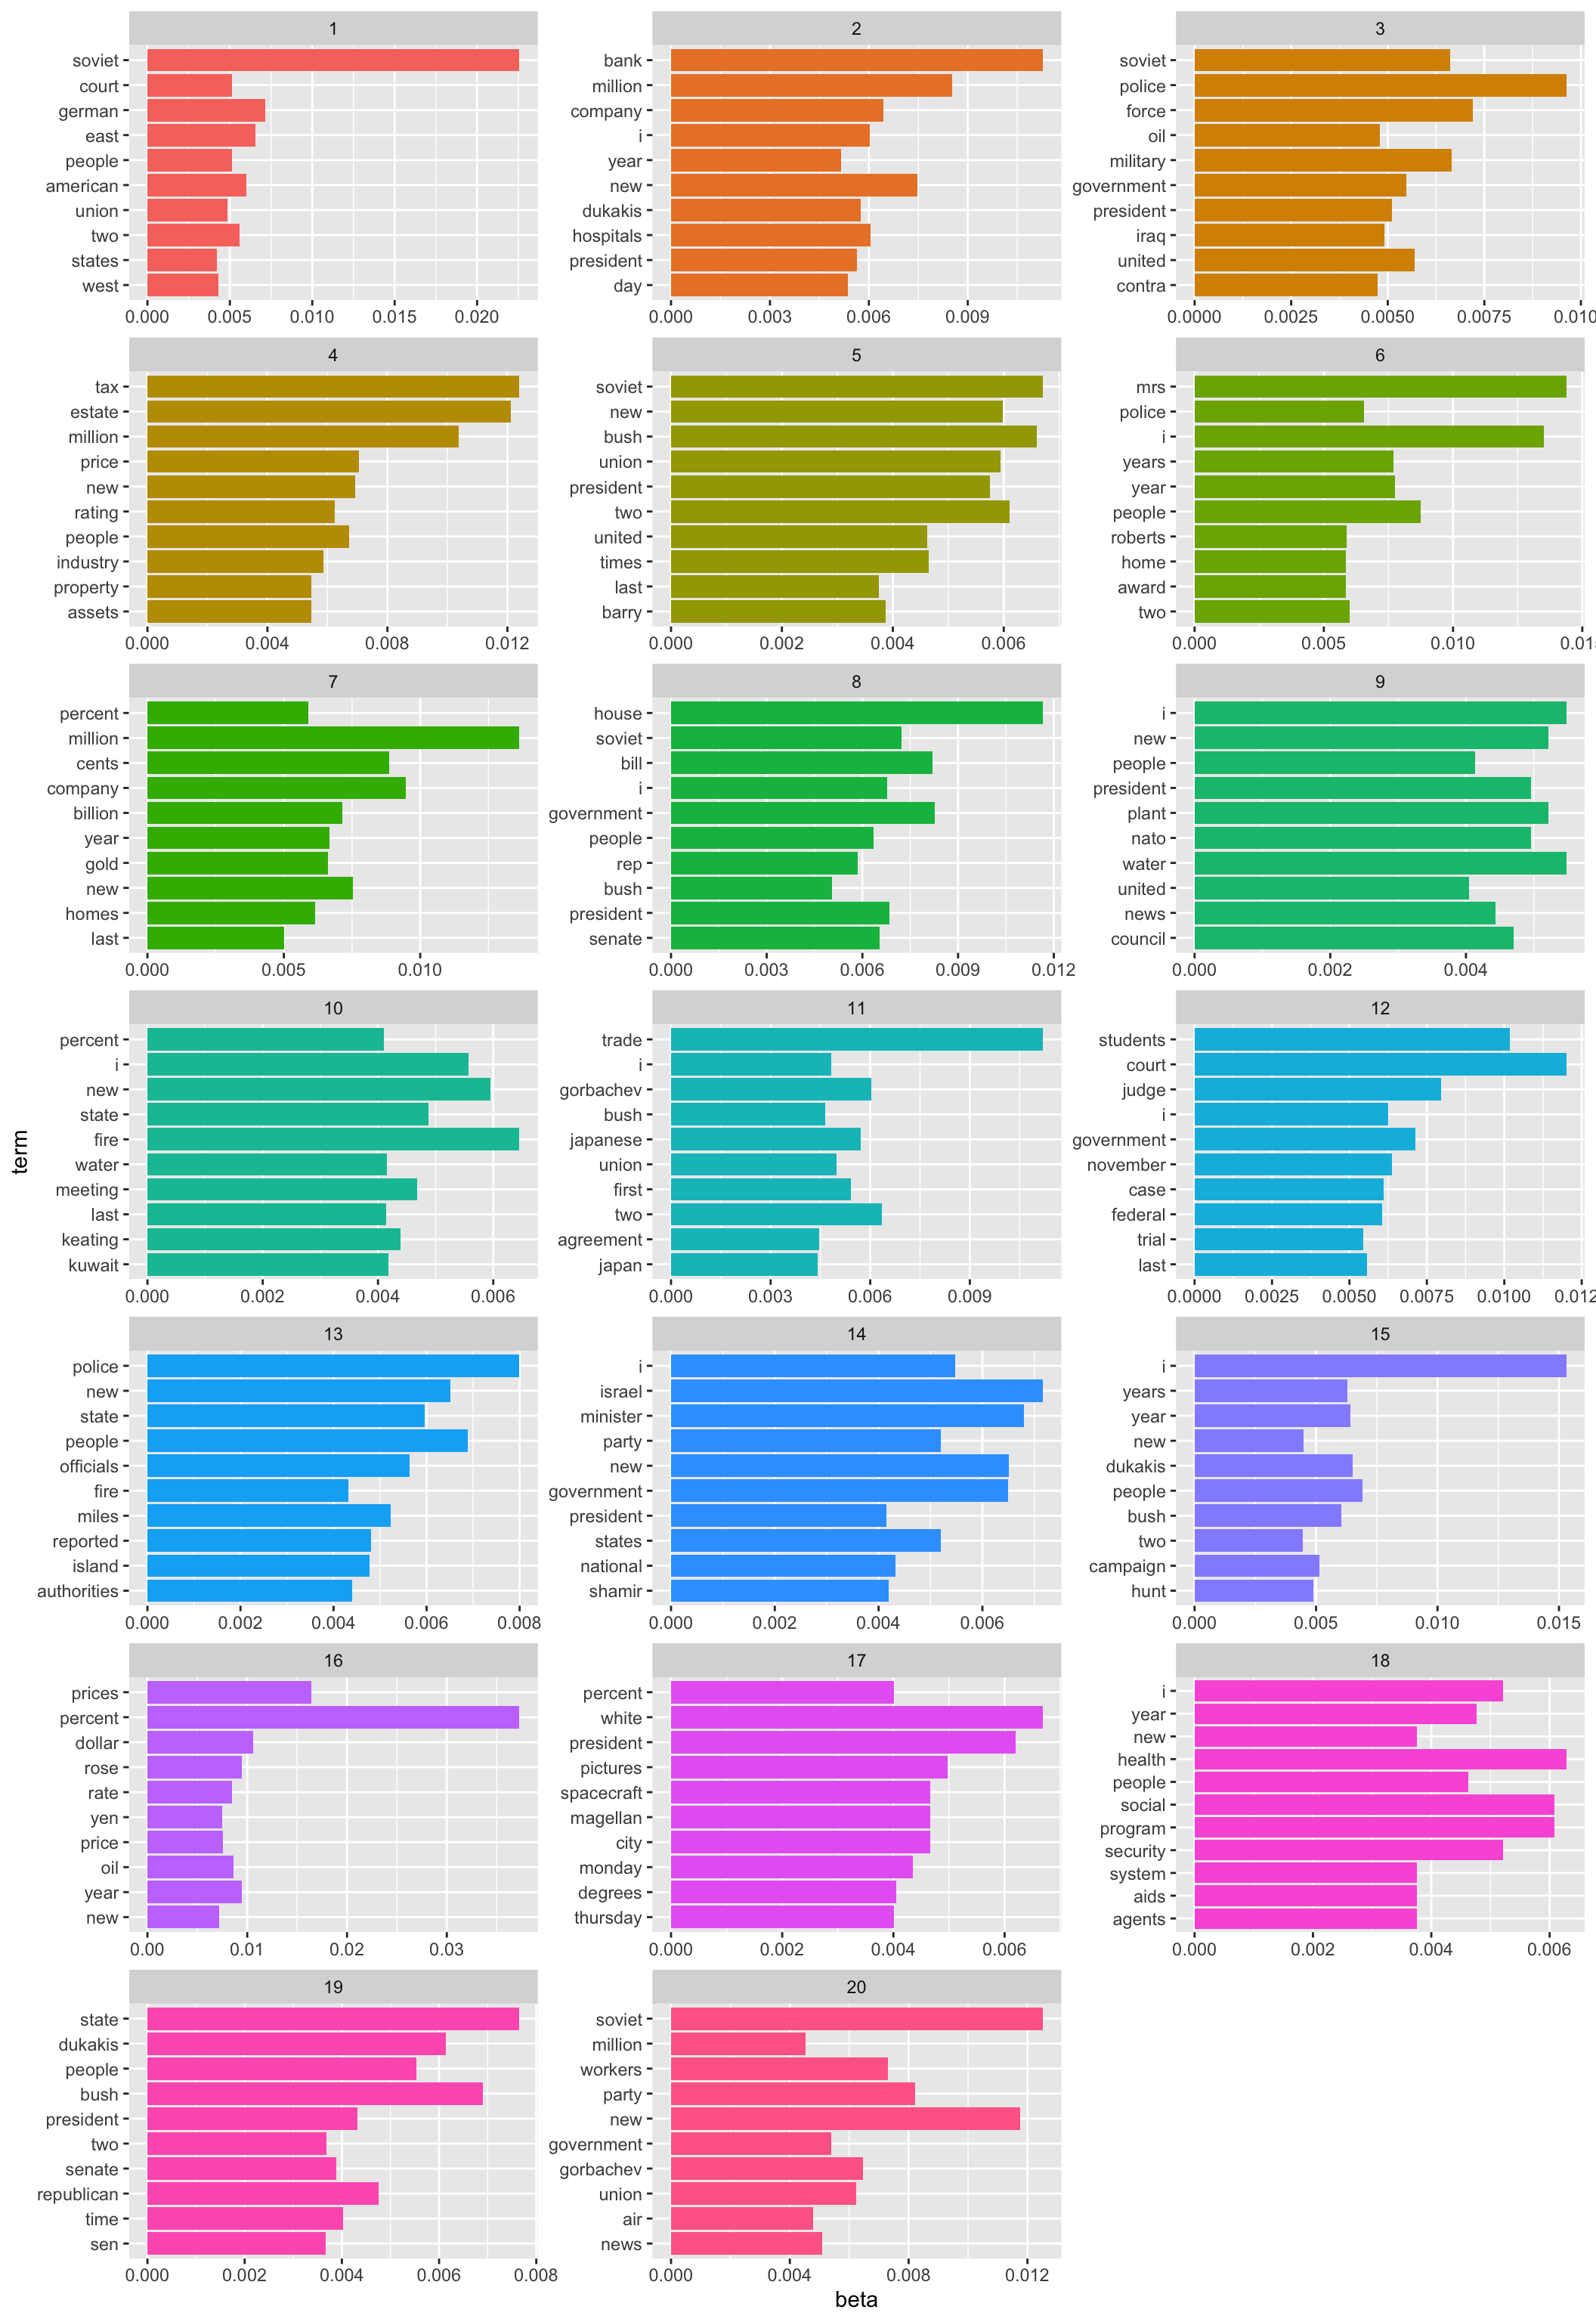 1
soviet
court
german
east
people
american
union
two
states
west
0.000 0.005 0.010 0.015 0.020
2
bank
million
company
i
year
new
dukakis
hospitals
president
day
0.000 0.003 0.006 0.009
3
soviet
police
force
oil
military
government
president
iraq
united
contra
0.0000 0.0025 0.0050 0.0075 0.010
4
tax
estate
million
price
new
rating
people
industry
property
assets
0.000 0.004 0.008 0.012
5
soviet
new
bush
union
president
two
united
times
last
barry
0.000 0.002 0.004 0.006
6
mrs
police
i
years
year
people
roberts
home
award
two
0.000 0.005 0.010 0.01
7
percent
million
cents
company
billion
year
gold
new
homes
last
0.000 0.005 0.010
8
house
soviet
bill
i
government
people
rep
bush
president
senate
0.000 0.003 0.006 0.009 0.012
9
i
new
people
president
plant
nato
water
united
news
council
0.000 0.002 0.004
10
percent
i
new
state
fire
water
meeting
last
keating
kuwait
0.000 0.002 0.004 0.006
11
trade
i
gorbachev
bush
japanese
union
first
two
agreement
japan
0.000 0.003 0.006 0.009
12
students
court
judge
i
government
november
case
federal
trial
last
0.0000 0.0025 0.0050 0.0075 0.0100 0.012
term
13
police
new
state
people
officials
fire
miles
reported
island
authorities
0.000 0.002 0.004 0.006 0.008
14
i
israel
minister
party
new
government
president
states
national
shamir
0.000 0.002 0.004 0.006
15
i
years
year
new
dukakis
people
bush
two
campaign
hunt
0.000 0.005 0.010 0.015
16
prices
percent
dollar
rose
rate
yen
price
oil
year
new
0.00 0.01 0.02 0.03
17
percent
white
president
pictures
spacecraft
magellan
city
monday
degrees
thursday
0.000 0.002 0.004 0.006
18
i
year
new
health
people
social
program
security
system
aids
agents
0.000 0.002 0.004 0.006
19
state
dukakis
people
bush
president
two
senate
republican
time
sen
0.000 0.002 0.004 0.006 0.008
20
soviet
million
workers
party
new
government
gorbachev
union
air
news
0.000 0.004 0.008 0.012
beta